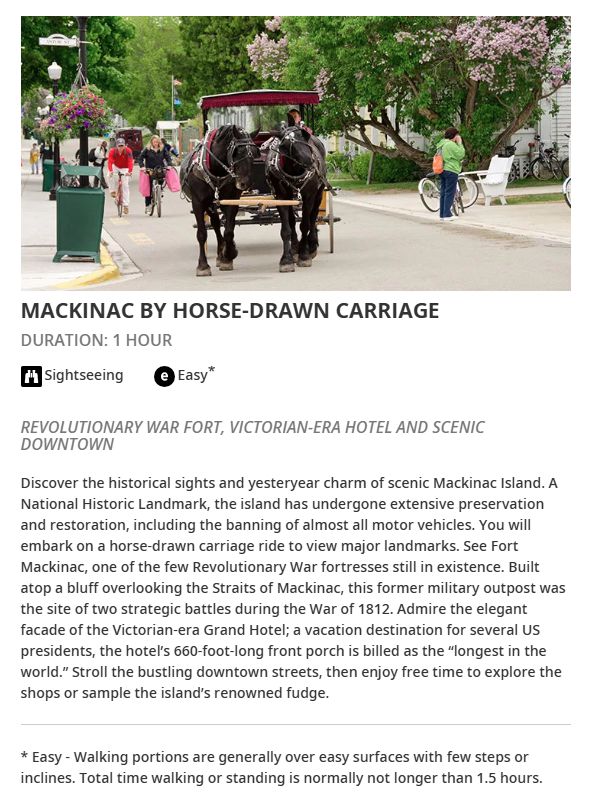 MACKINAC BY HORSE-DRAWN CARRIAGE
DURATION: 1 HOUR
Sightseeing e Easy*
REVOLUTIONARY WAR FORT, VICTORIAN-ERA HOTEL AND SCENIC
DOWNTOWN
Discover the historical sights and yesteryear charm of scenic Mackinac Island. A
National Historic Landmark, the island has undergone extensive preservation
and restoration, including the banning of almost all motor vehicles. You will
embark on a horse-drawn carriage ride to view major landmarks. See Fort
Mackinac, one of the few Revolutionary War fortresses still in existence. Built
atop a bluff overlooking the Straits of Mackinac, this former military outpost was
the site of two strategic battles during the War of 1812. Admire the elegant
facade of the Victorian-era Grand Hotel; a vacation destination for several US
presidents, the hotel’s 660-foot-long front porch is billed as the “longest in the
world.” Stroll the bustling downtown streets, then enjoy free time to explore the
shops or sample the island’s renowned fudge.
* Easy - Walking portions are generally over easy surfaces with few steps or
inclines. Total time walking or standing is normally not longer than 1.5 hours.